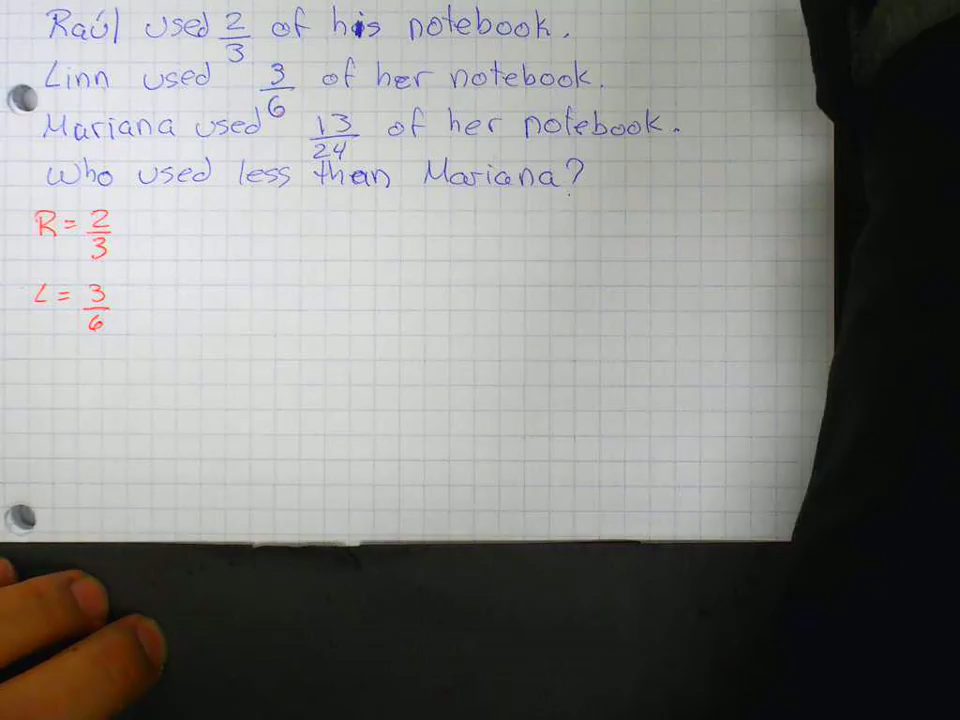 Raúl used 2/3 of his notebook.
Linn used 3/6 of her notebook.
Mariana used 13/24 of her notebook.
Who used less than Mariana?
R = 2/3
L = 3/6